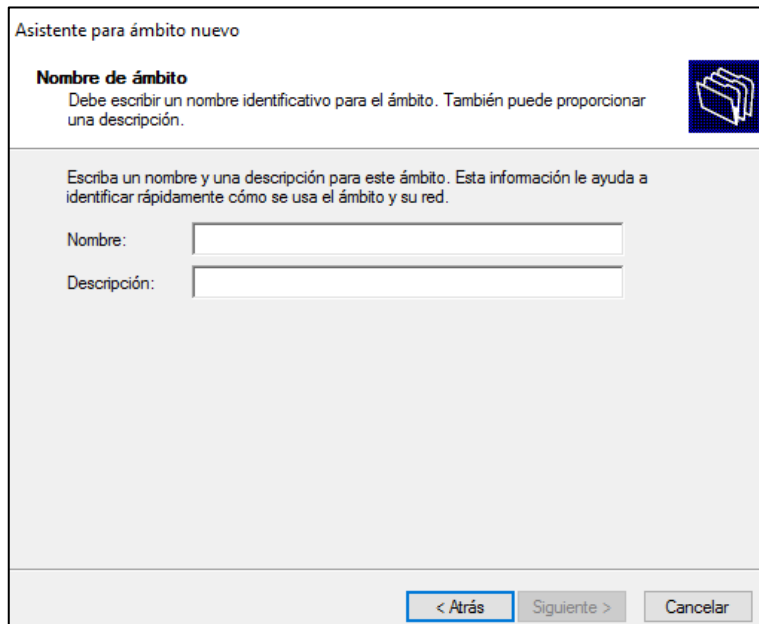 Asistente para ámbito nuevo
Nombre de ámbito
Debe escribir un nombre identificativo para el ámbito. También puede proporcionar
una descripción.
Escriba un nombre y una descripción para este ámbito. Esta información le ayuda a
identificar rápidamente cómo se usa el ámbito y su red.
Nombre:
Descripción:
< Atrás Siguiente > Cancelar